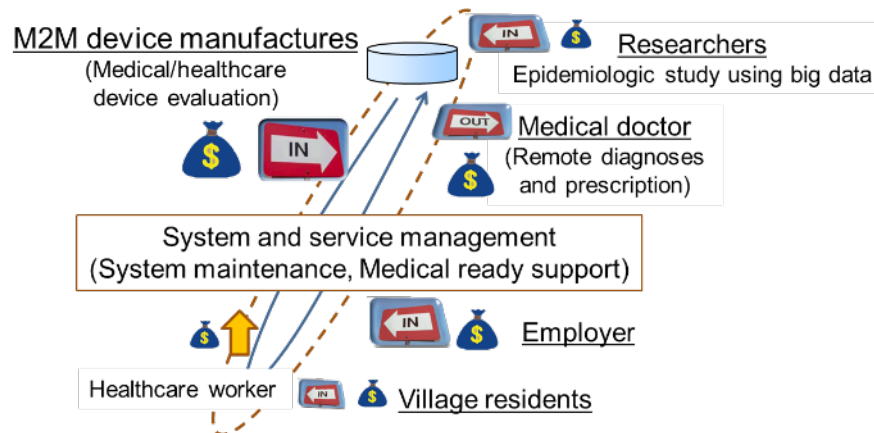 M2M device manufactures
(Medical/healthcare
device evaluation)
$
IN
IN
$
Researchers
Epidemiologic study using big data
OUT
Medical doctor
$
(Remote diagnoses
and prescription)
System and service management
(System maintenance, Medical ready support)
$
IN
$
Employer
Healthcare worker
IN
$
Village residents